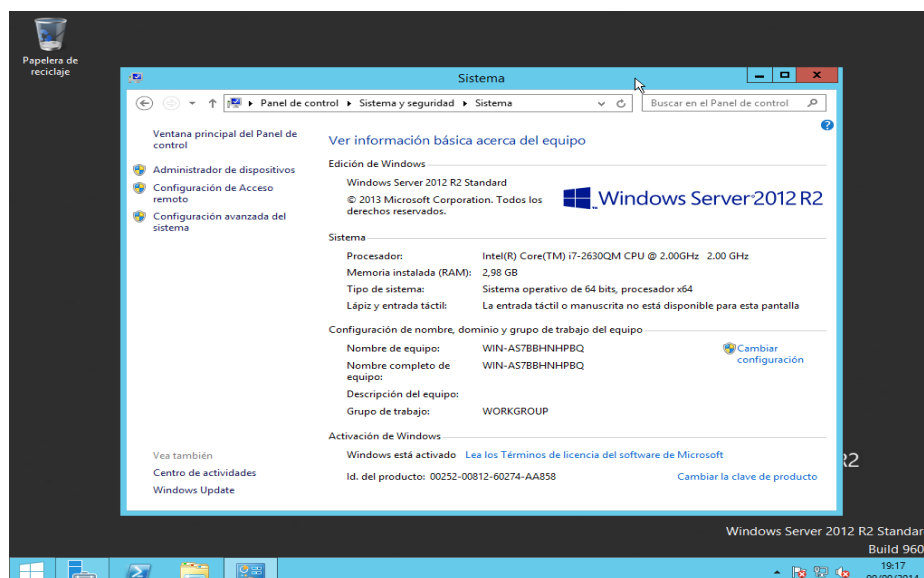 Papelera de
reciclaje
Sistema
Panel de control ▸ Sistema y seguridad ▸ Sistema
Buscar en el Panel de control
Ventana principal del Panel de
control
Administrador de dispositivos
Configuración de Acceso
remoto
Configuración avanzada del
sistema
Ver información básica acerca del equipo
Edición de Windows
Windows Server 2012 R2 Standard
© 2013 Microsoft Corporation. Todos los
derechos reservados.
Windows Server 2012 R2
Sistema
Procesador: Intel(R) Core(TM) i7-2630QM CPU @ 2.00GHz 2.00 GHz
Memoria instalada (RAM): 2,98 GB
Tipo de sistema: Sistema operativo de 64 bits, procesador x64
Lápiz y entrada táctil: La entrada táctil o manuscrita no está disponible para esta pantalla
Configuración de nombre, dominio y grupo de trabajo del equipo
Nombre de equipo: WIN-AS7BBHNHPBQ
Cambiar
configuración
Nombre completo de
equipo: WIN-AS7BBHNHPBQ
Descripción del equipo:
Grupo de trabajo: WORKGROUP
Activación de Windows
Windows está activado Lea los Términos de licencia del software de Microsoft
Id. del producto: 00252-00812-60274-AA858 Cambiar la clave de producto
Vea también
Centro de actividades
Windows Update
R2
Windows Server 2012 R2 Standar
Build 960
19:17